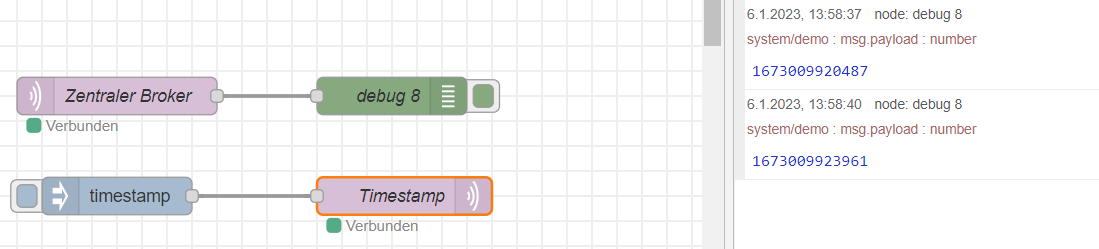 Zentraler Broker
debug 8
Verbunden
timestamp
Timestamp
Verbunden
6.1.2023, 13:58:37 node: debug 8
system/demo : msg.payload : number
1673009920487
6.1.2023, 13:58:40 node: debug 8
system/demo : msg.payload : number
1673009923961